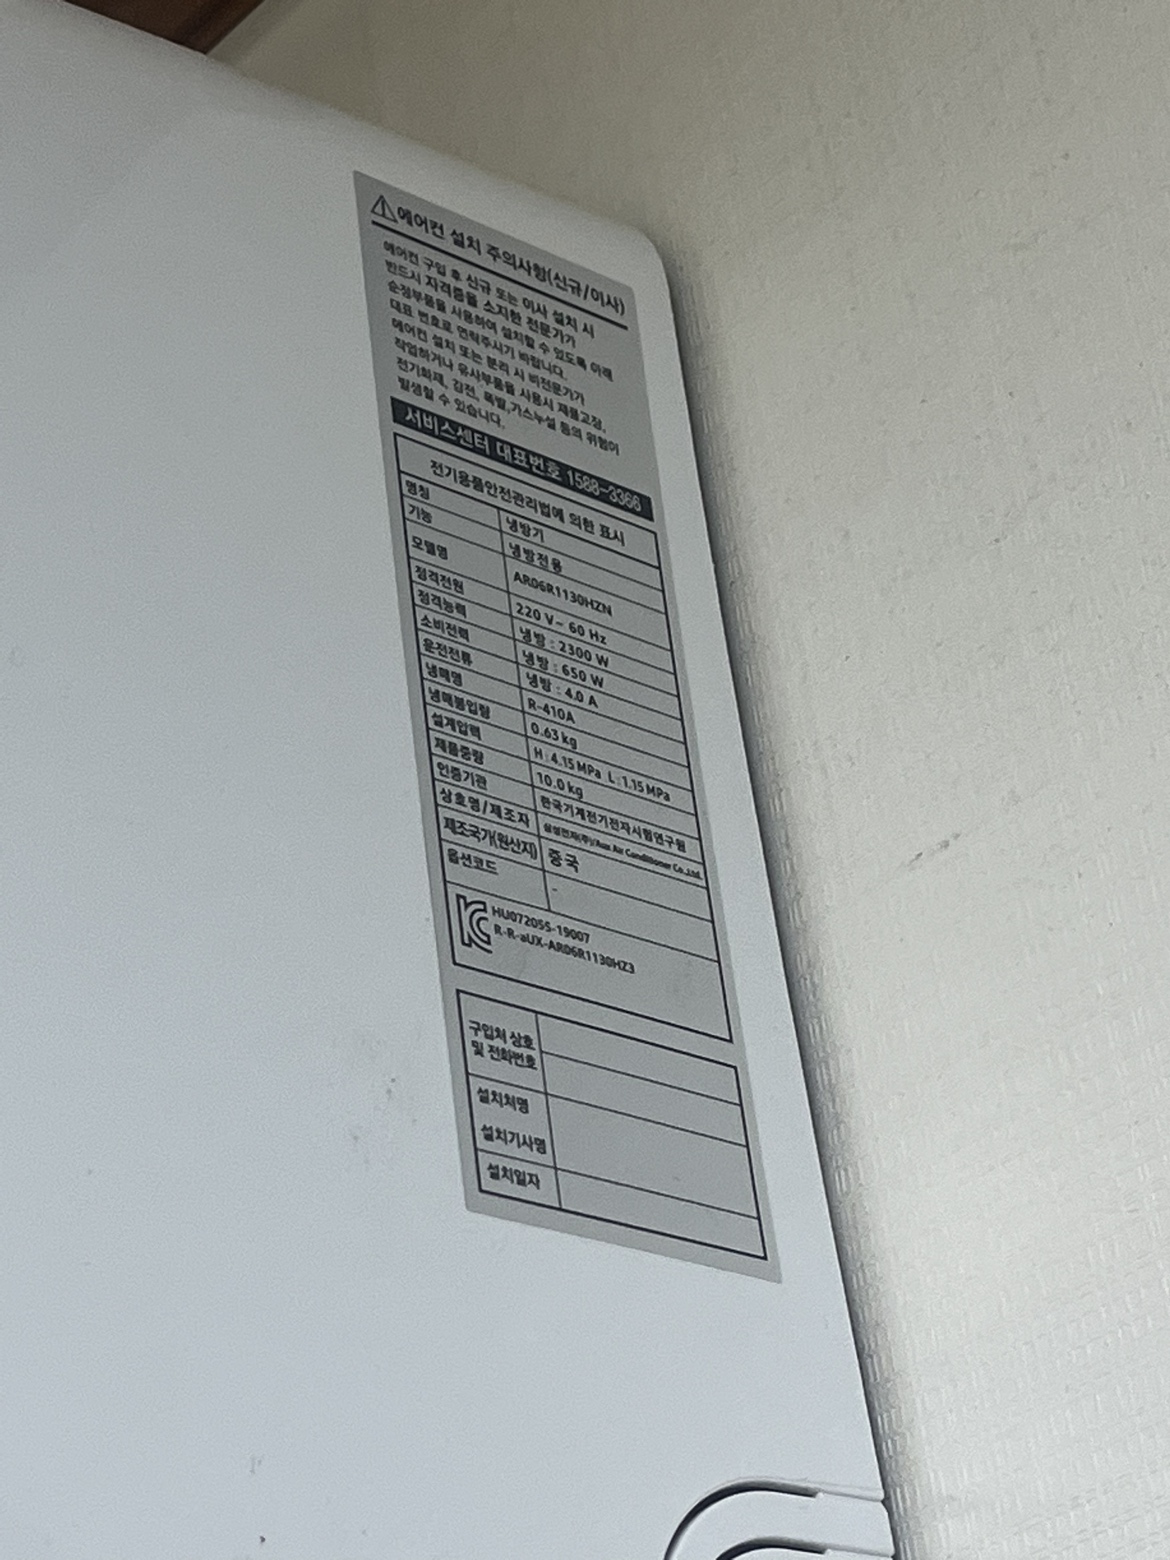 ⚠에어컨 설치 주의사항(신규/이사)
에어컨 구입 후 신규 또는 이사 설치 시
반드시 자격증을 소지한 전문가가
순정부품을 사용하여 설치할 수 있도록 아래
대표 번호로 연락주시기 바랍니다.
에어컨 설치 또는 분리 시 비전문가가
작업하거나 유사부품을 사용시 제품고장,
전기화재, 감전, 폭발,가스누설 등의 위험이
발생할 수 있습니다.
서비스센터 대표번호 1588-3366
전기용품안전관리법에 의한 표시
명칭 냉방기
기능 냉방전용
모델명 AR06R1130HZN
정격전원 220 V~ 60 Hz
정격능력 냉방 : 2300 W
소비전력 냉방 : 650 W
운전전류 냉방 : 4.0 A
냉매명 R-410A
냉매봉입량 0.63 kg
설계압력 H : 4.15 MPa L : 1.15 MPa
제품중량 10.0 kg
인증기관 한국기계전기전자시험연구원
상호명/제조자 삼성전자(주)/Aux Air Conditioner Co.,Ltd.
제조국가(원산지) 중국
옵션코드 -
HU072055-19007
R-R-aUX-AR06R1130HZ3
구입처 상호
및 전화번호
설치처명
설치기사명
설치일자